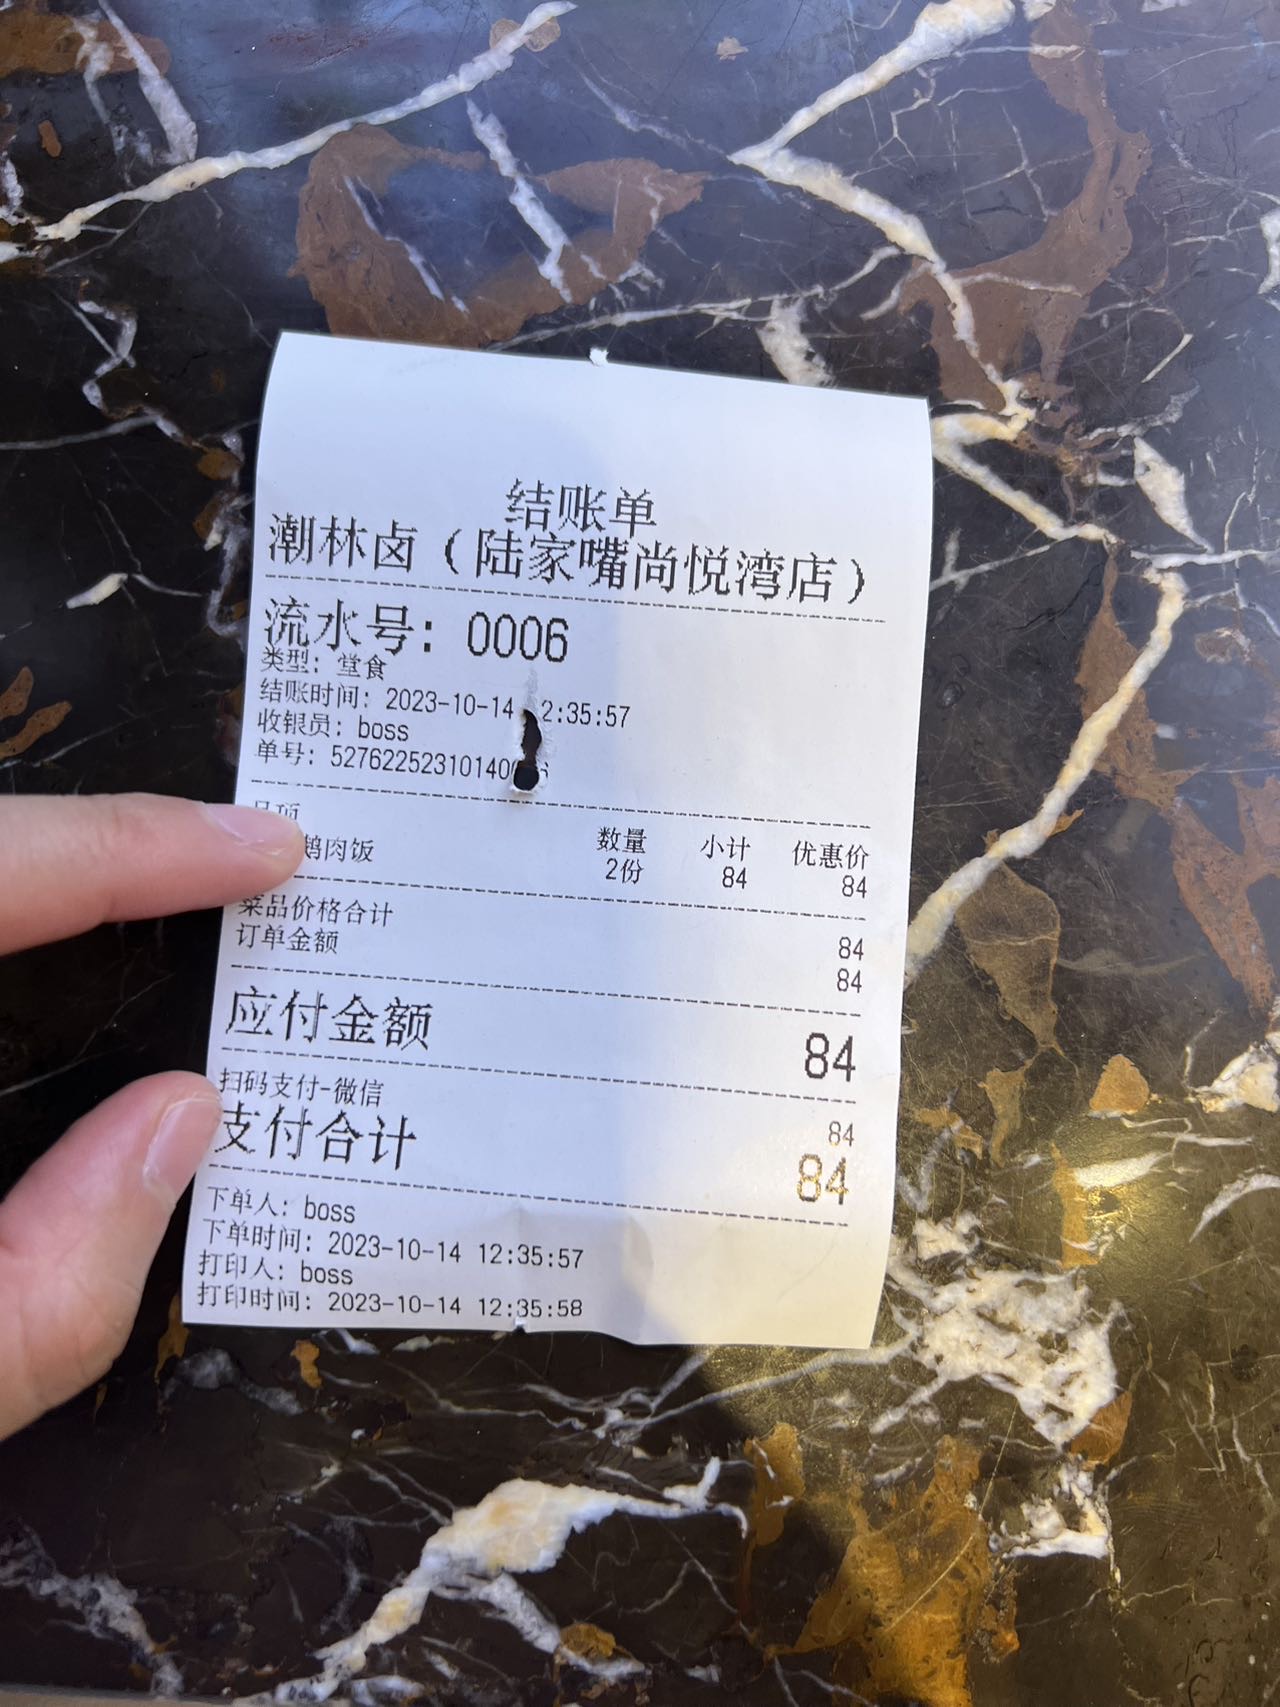 结账单
潮林卤（陆家嘴尚悦湾店）
流水号：0006
类型：堂食
结账时间：2023-10-14 2:35:57
收银员：boss
单号：52762252310140
品项 数量 小计 优惠价
鹅肉饭 2份 84 84
菜品价格合计 84
订单金额 84
应付金额 84
扫码支付-微信 84
支付合计 84
下单人：boss
下单时间：2023-10-14 12:35:57
打印人：boss
打印时间：2023-10-14 12:35:58